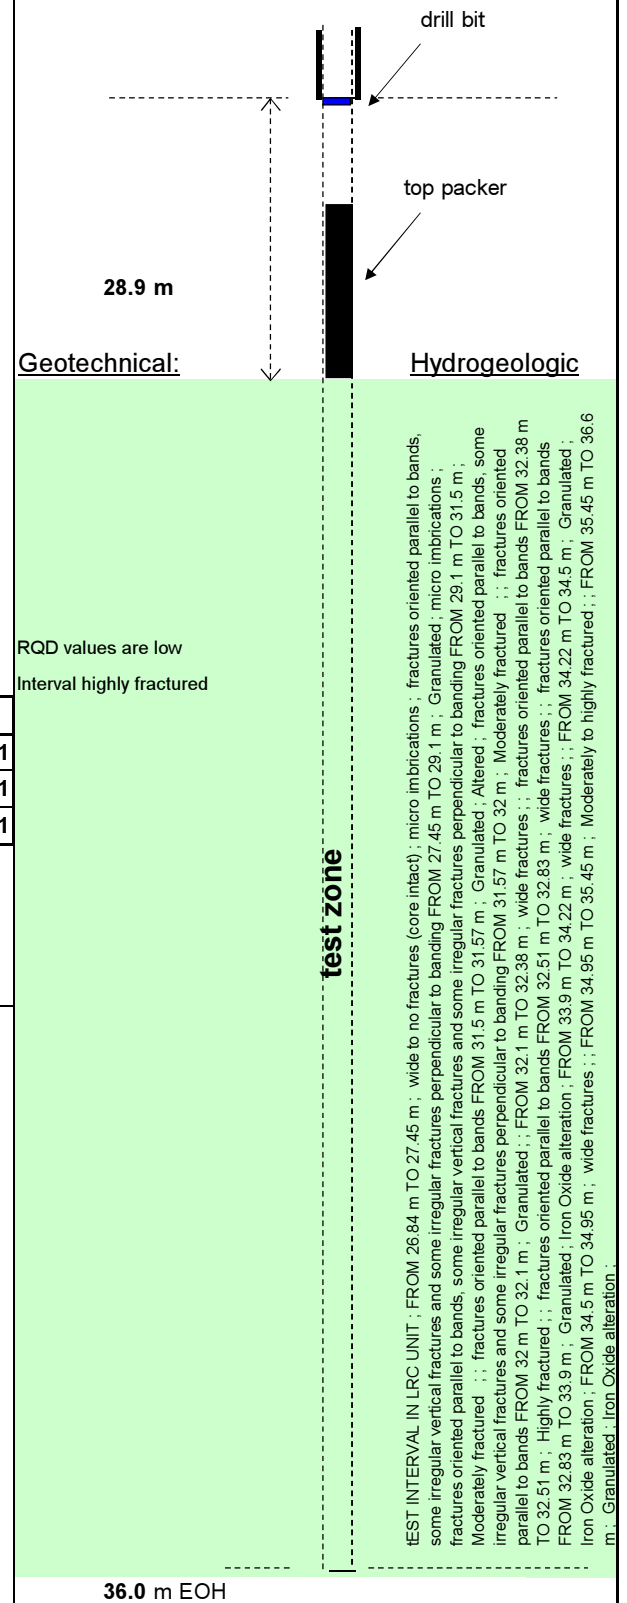 drill bit
top packer
28.9 m
Geotechnical:
Hydrogeologic
RQD values are low
Interval highly fractured
1
1
1
test zone
tEST INTERVAL IN LRC UNIT ; FROM 26.84 m TO 27.45 m ; wide to no fractures (core intact) ; micro imbrications ; fractures oriented parallel to bands,
some irregular vertical fractures and some irregular fractures perpendicular to banding FROM 27.45 m TO 29.1 m ; Granulated ; micro imbrications ;
fractures oriented parallel to bands, some irregular vertical fractures and some irregular fractures perpendicular to banding FROM 29.1 m TO 31.5 m ;
Moderately fractured ; ; fractures oriented parallel to bands FROM 31.5 m TO 31.57 m ; Granulated ; Altered ; fractures oriented parallel to bands, some
irregular vertical fractures and some irregular fractures perpendicular to banding FROM 31.57 m TO 32 m ; Moderately fractured ; ; fractures oriented
parallel to bands FROM 32 m TO 32.1 m ; Granulated ; ; FROM 32.1 m TO 32.38 m ; wide fractures ; ; fractures oriented parallel to bands FROM 32.38 m
TO 32.51 m ; Highly fractured ; ; fractures oriented parallel to bands FROM 32.51 m TO 32.83 m ; wide fractures ; ; fractures oriented parallel to bands
FROM 32.83 m TO 33.9 m ; Granulated ; Iron Oxide alteration ; FROM 33.9 m TO 34.22 m ; wide fractures ; ; FROM 34.22 m TO 34.5 m ; Granulated ;
Iron Oxide alteration ; FROM 34.5 m TO 34.95 m ; wide fractures ; ; FROM 34.95 m TO 35.45 m ; Moderately to highly fractured ; ; FROM 35.45 m TO 36.6
m ; Granulated ; Iron Oxide alteration ;
36.0 m EOH